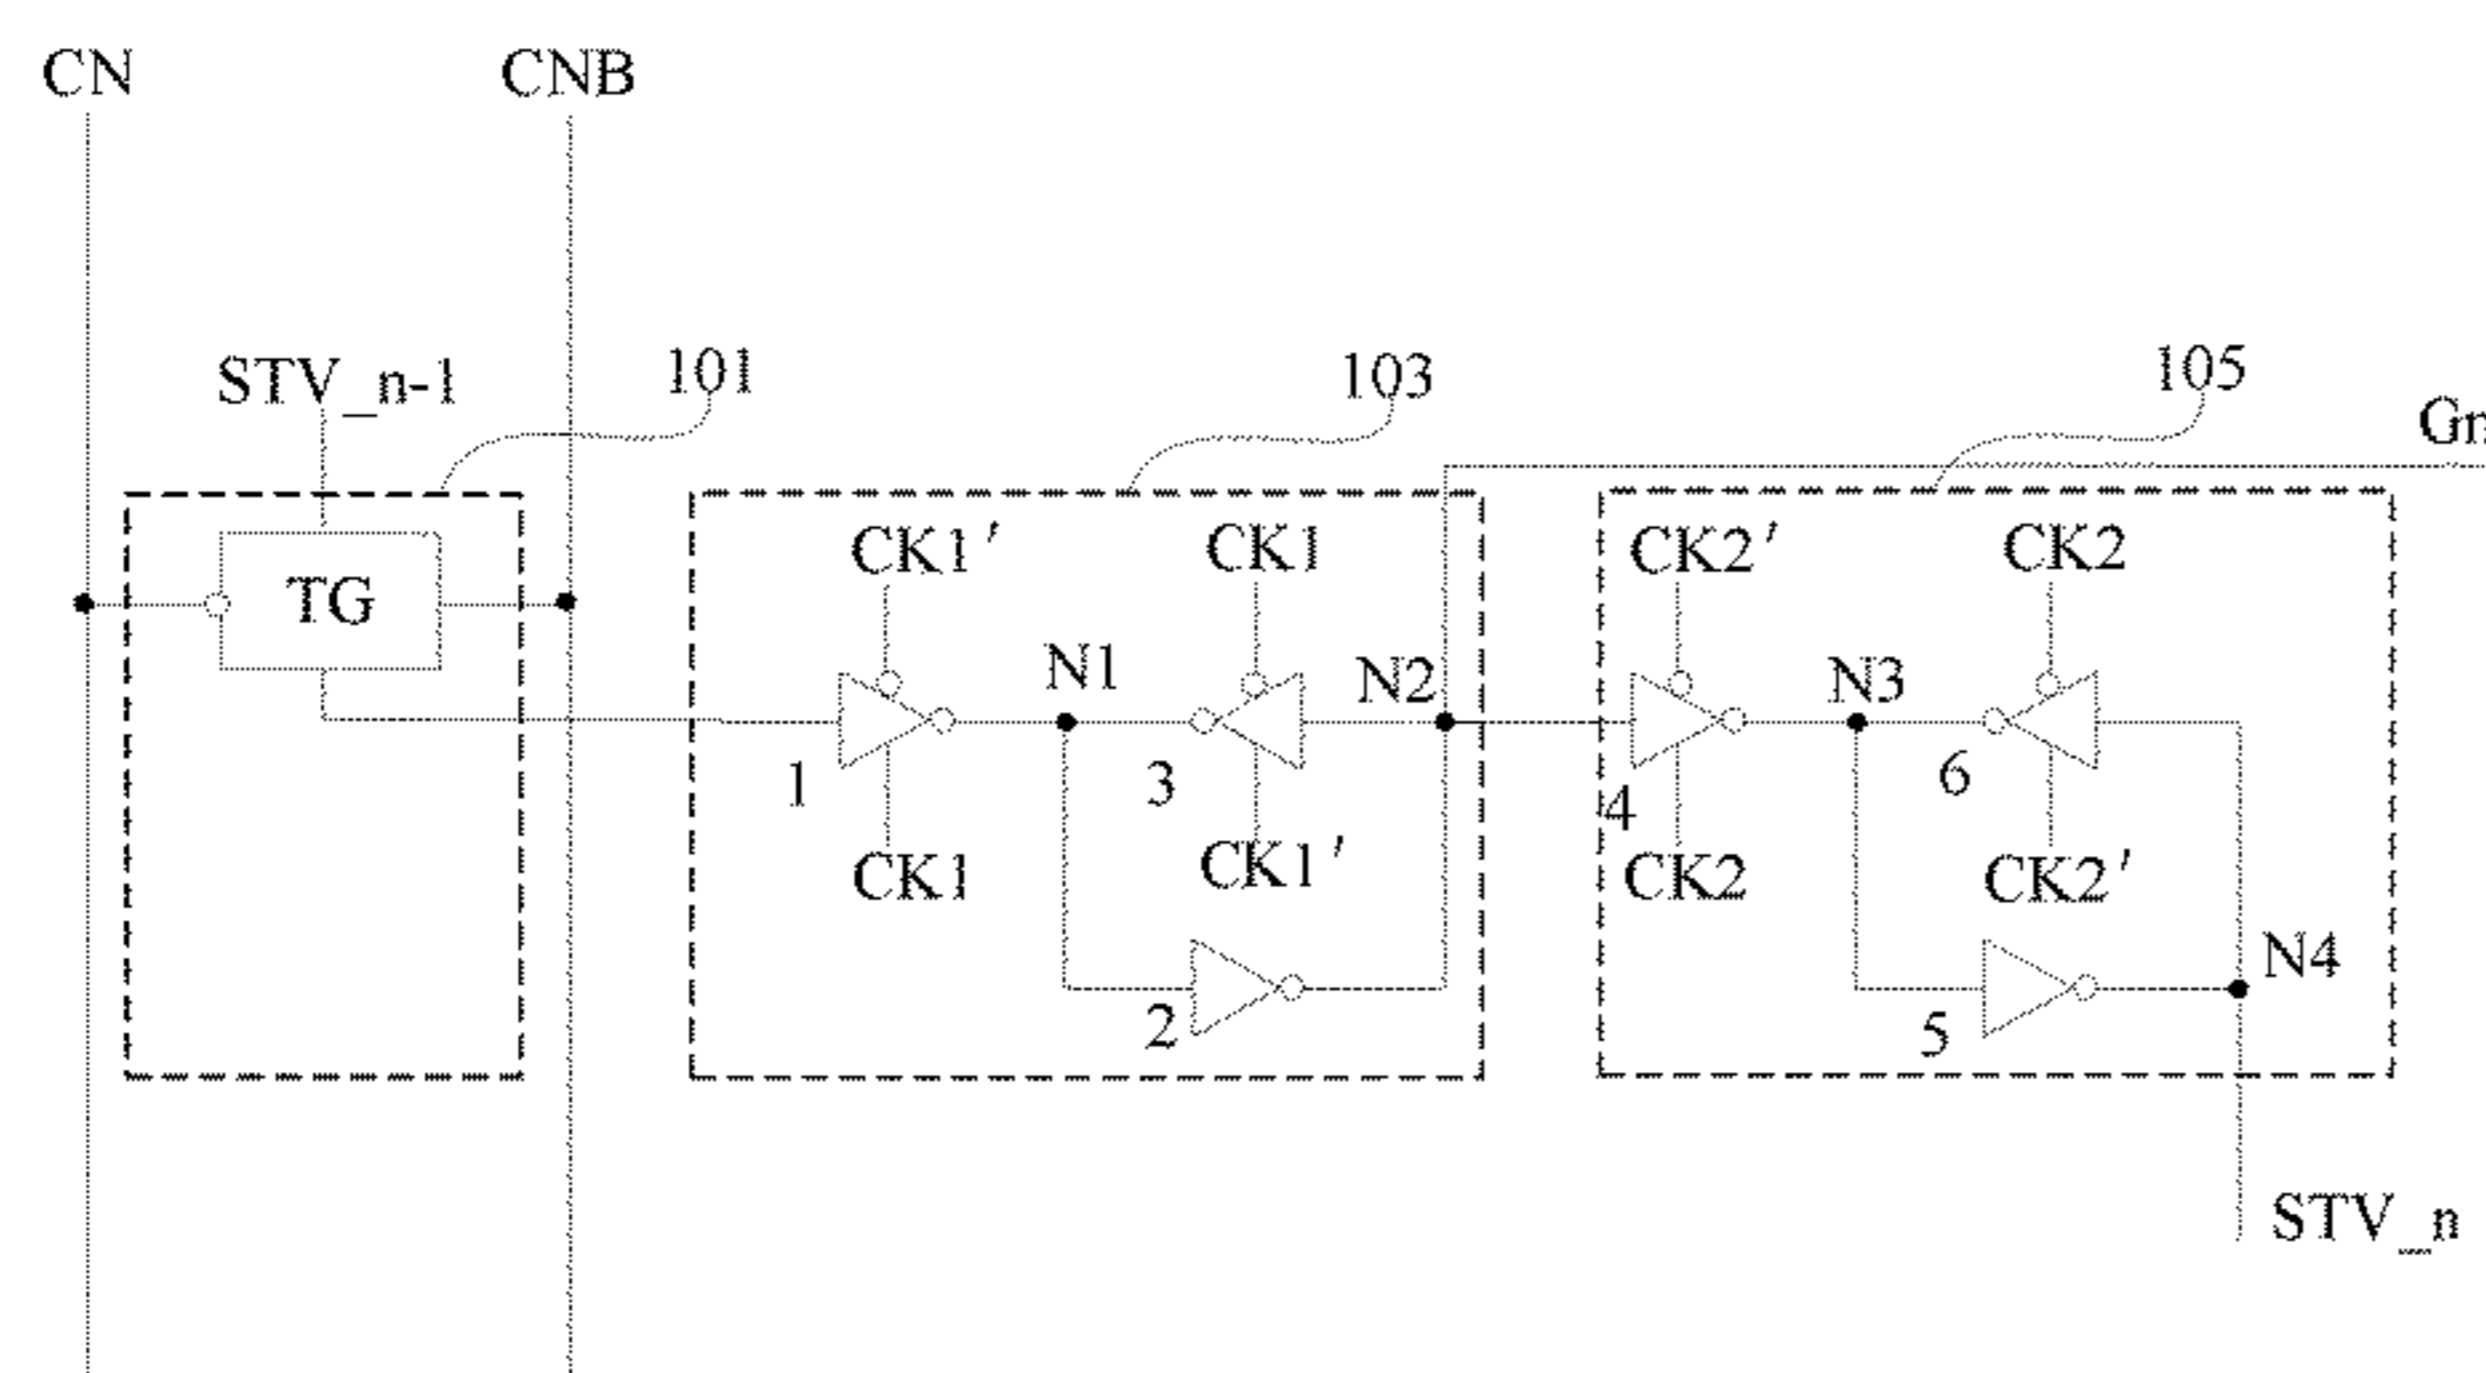 CN CNB
STV_n-1 101 103 105
Gn
CK1′ CK1 CK2′ CK2
TG
N1 N2 N3
1 3 4 6
CK1 CK1′ CK2 CK2′
N4
2 5
STV_n